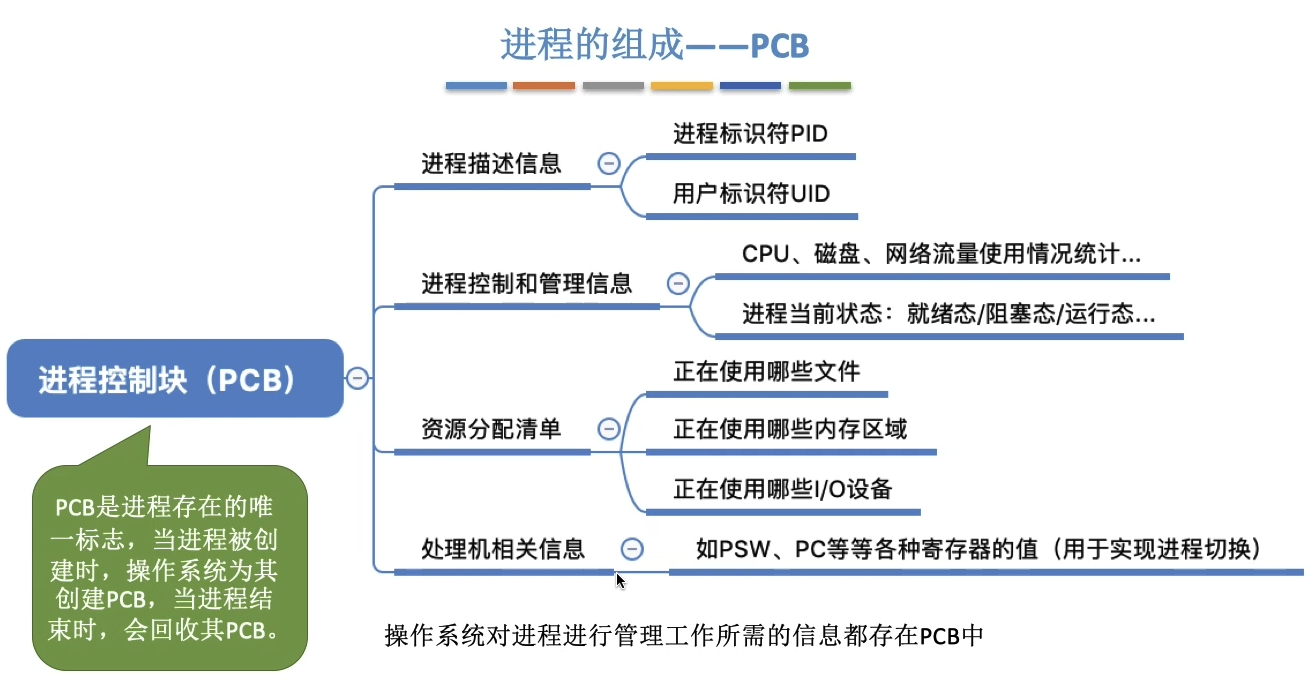 进程的组成——PCB
进程描述信息
进程标识符PID
用户标识符UID
进程控制和管理信息
CPU、磁盘、网络流量使用情况统计...
进程当前状态：就绪态/阻塞态/运行态...
进程控制块（PCB）
资源分配清单
正在使用哪些文件
正在使用哪些内存区域
正在使用哪些I/O设备
处理机相关信息
如PSW、PC等等各种寄存器的值（用于实现进程切换）
PCB是进程存在的唯
一标志，当进程被创
建时，操作系统为其
创建PCB，当进程结
束时，会回收其PCB。
操作系统对进程进行管理工作所需的信息都存在PCB中